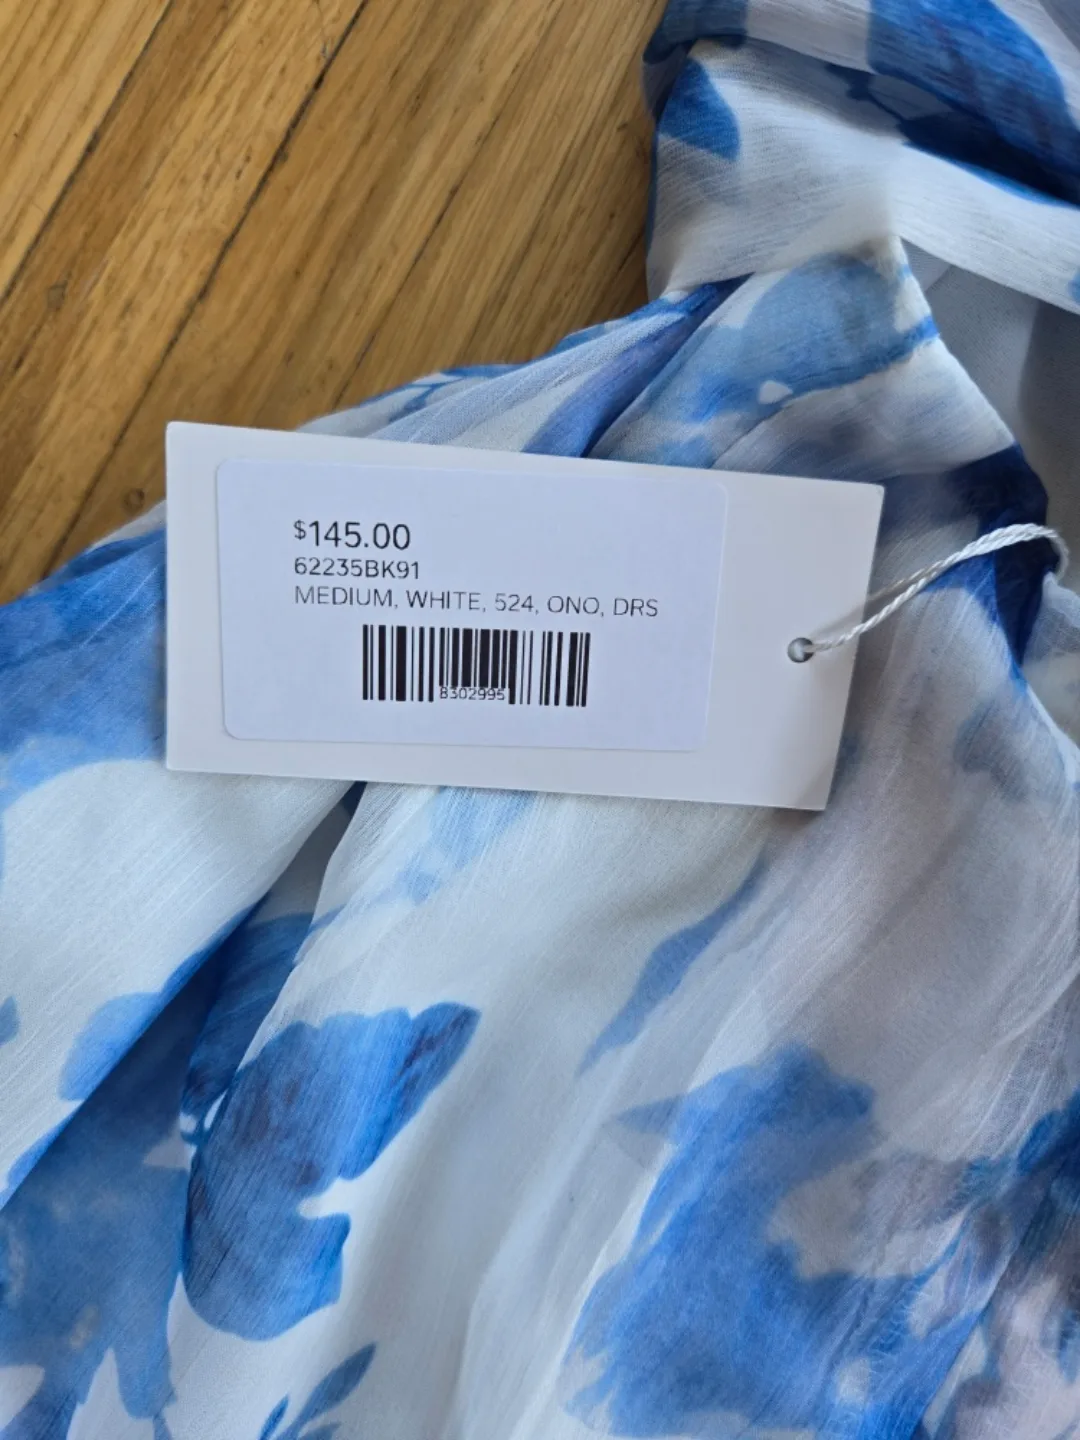 $145.00
62235BK91
MEDIUM, WHITE, 524, ONO, DRS
8302995